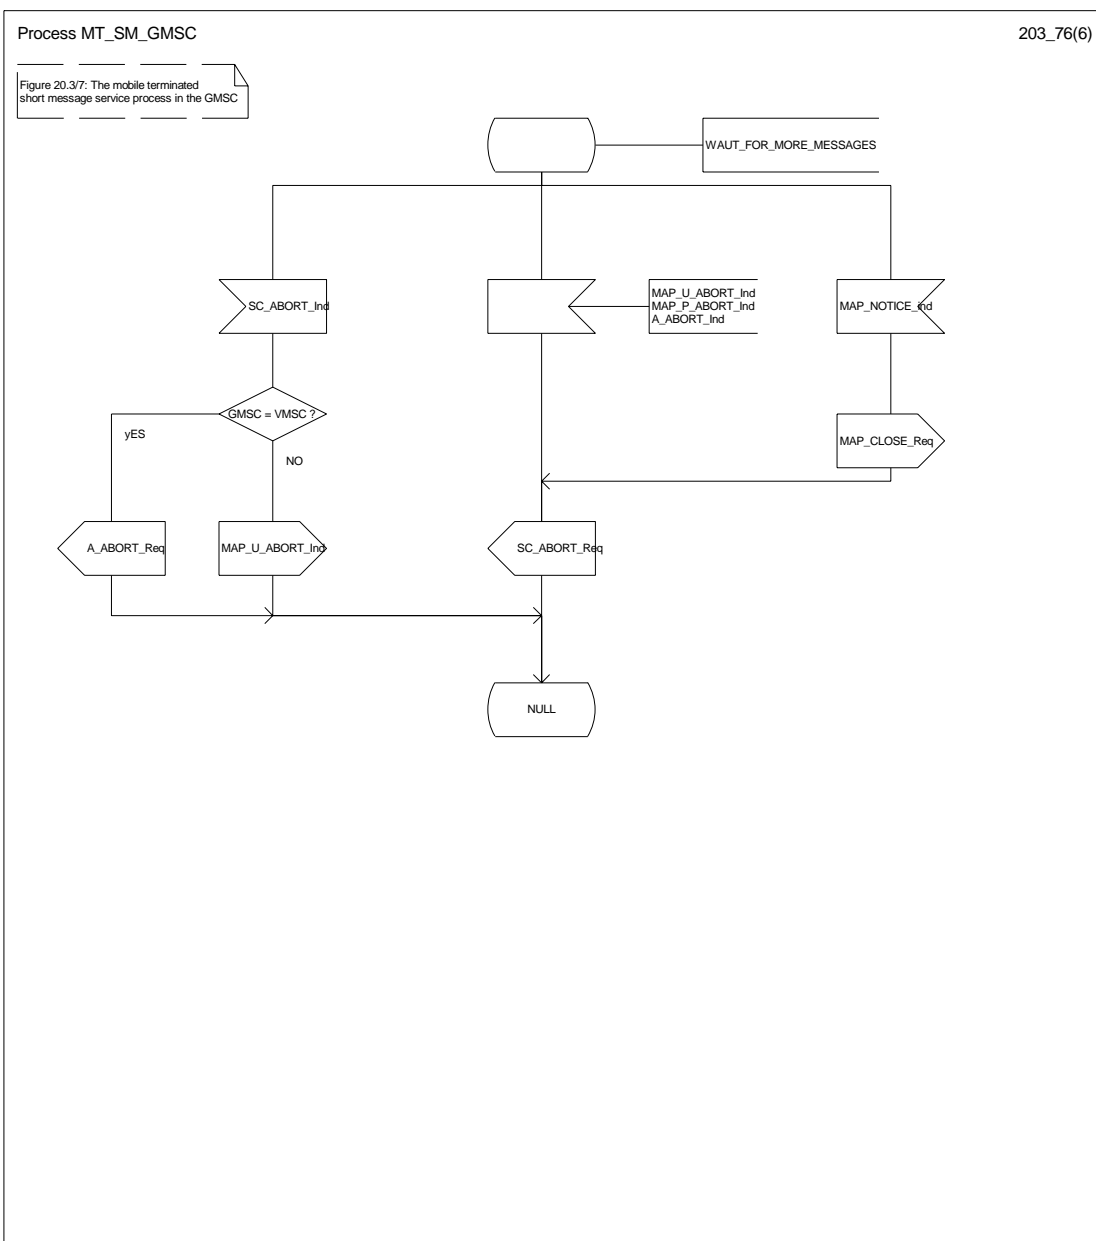 Process MT_SM_GMSC
203_76(6)
Figure 20.3/7: The mobile terminated
short message service process in the GMSC
WAUT_FOR_MORE_MESSAGES
SC_ABORT_Ind
MAP_U_ABORT_Ind
MAP_P_ABORT_Ind
A_ABORT_Ind
MAP_NOTICE_ind
GMSC = VMSC ?
yES
NO
MAP_CLOSE_Req
A_ABORT_Req
MAP_U_ABORT_Ind
SC_ABORT_Req
NULL